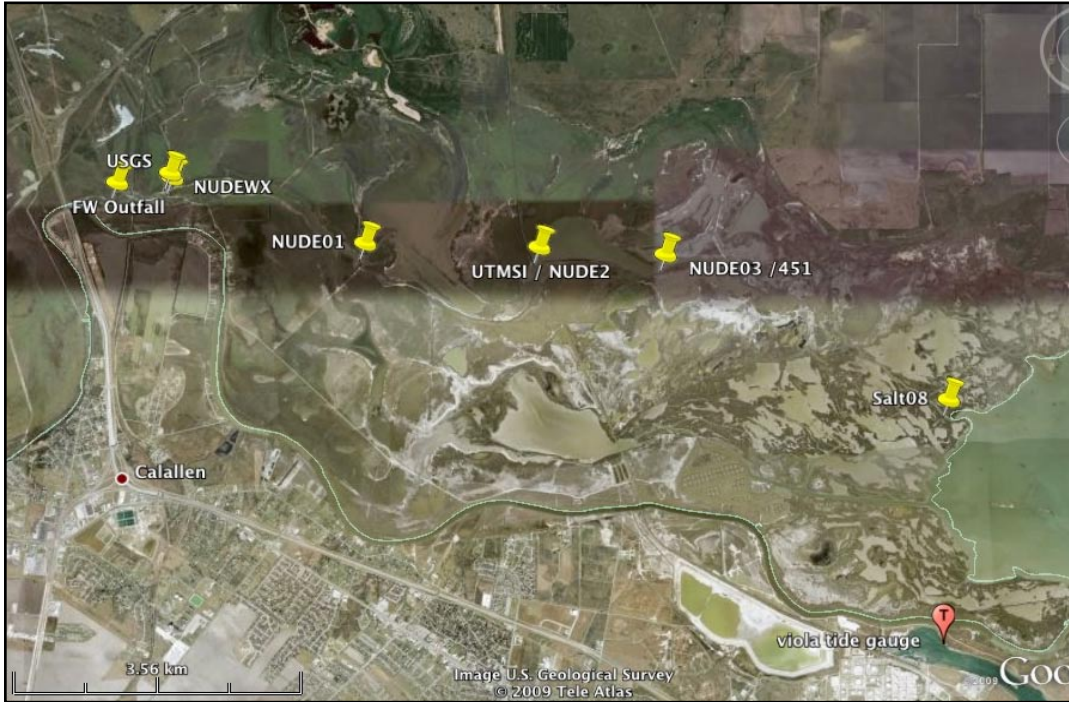 USGS
NUDEWX
FW Outfall
NUDE01
UTMSI / NUDE2
NUDE03 /451
Salt08
Calallen
T
viola tide gauge
3.56 km
Image U.S. Geological Survey
© 2009 Tele Atlas
©2009 Goo